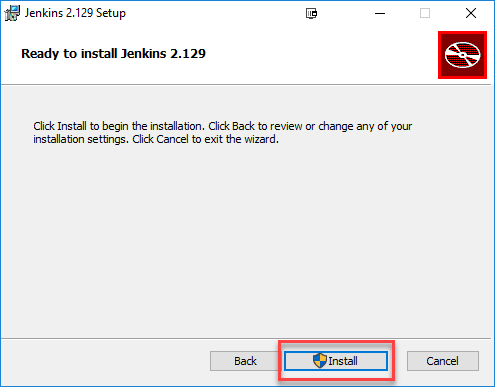 Jenkins 2.129 Setup
Ready to install Jenkins 2.129
Click Install to begin the installation. Click Back to review or change any of your
installation settings. Click Cancel to exit the wizard.
Back Install Cancel